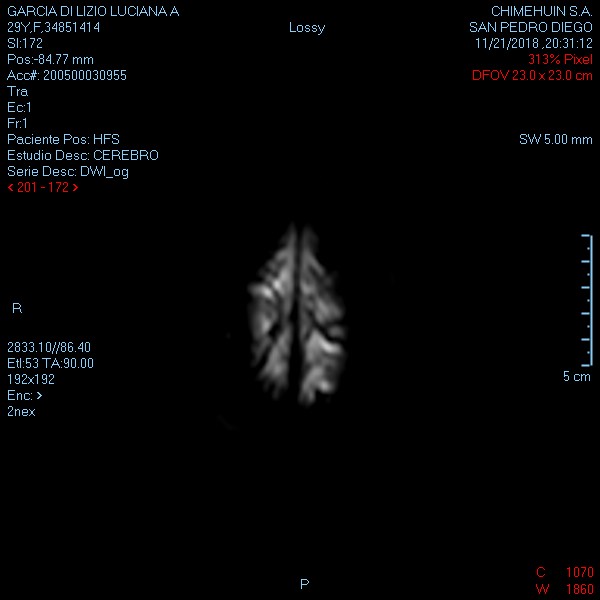 GARCIA DI LIZIO LUCIANA A
29Y,F,34851414
Sl:172
Pos:-84.77 mm
Acc#: 200500030955
Tra
Ec:1
Fr:1
Paciente Pos: HFS
Estudio Desc: CEREBRO
Serie Desc: DWI_og
< 201 - 172 >
Lossy
CHIMEHUIN S.A.
SAN PEDRO DIEGO
11/21/2018 ,20:31:12
313% Pixel
DFOV 23.0 x 23.0 cm
SW 5.00 mm
R
2833.10//86.40
Etl:53 TA:90.00
192x192
Enc: >
2nex
5 cm
P
C 1070
W 1860